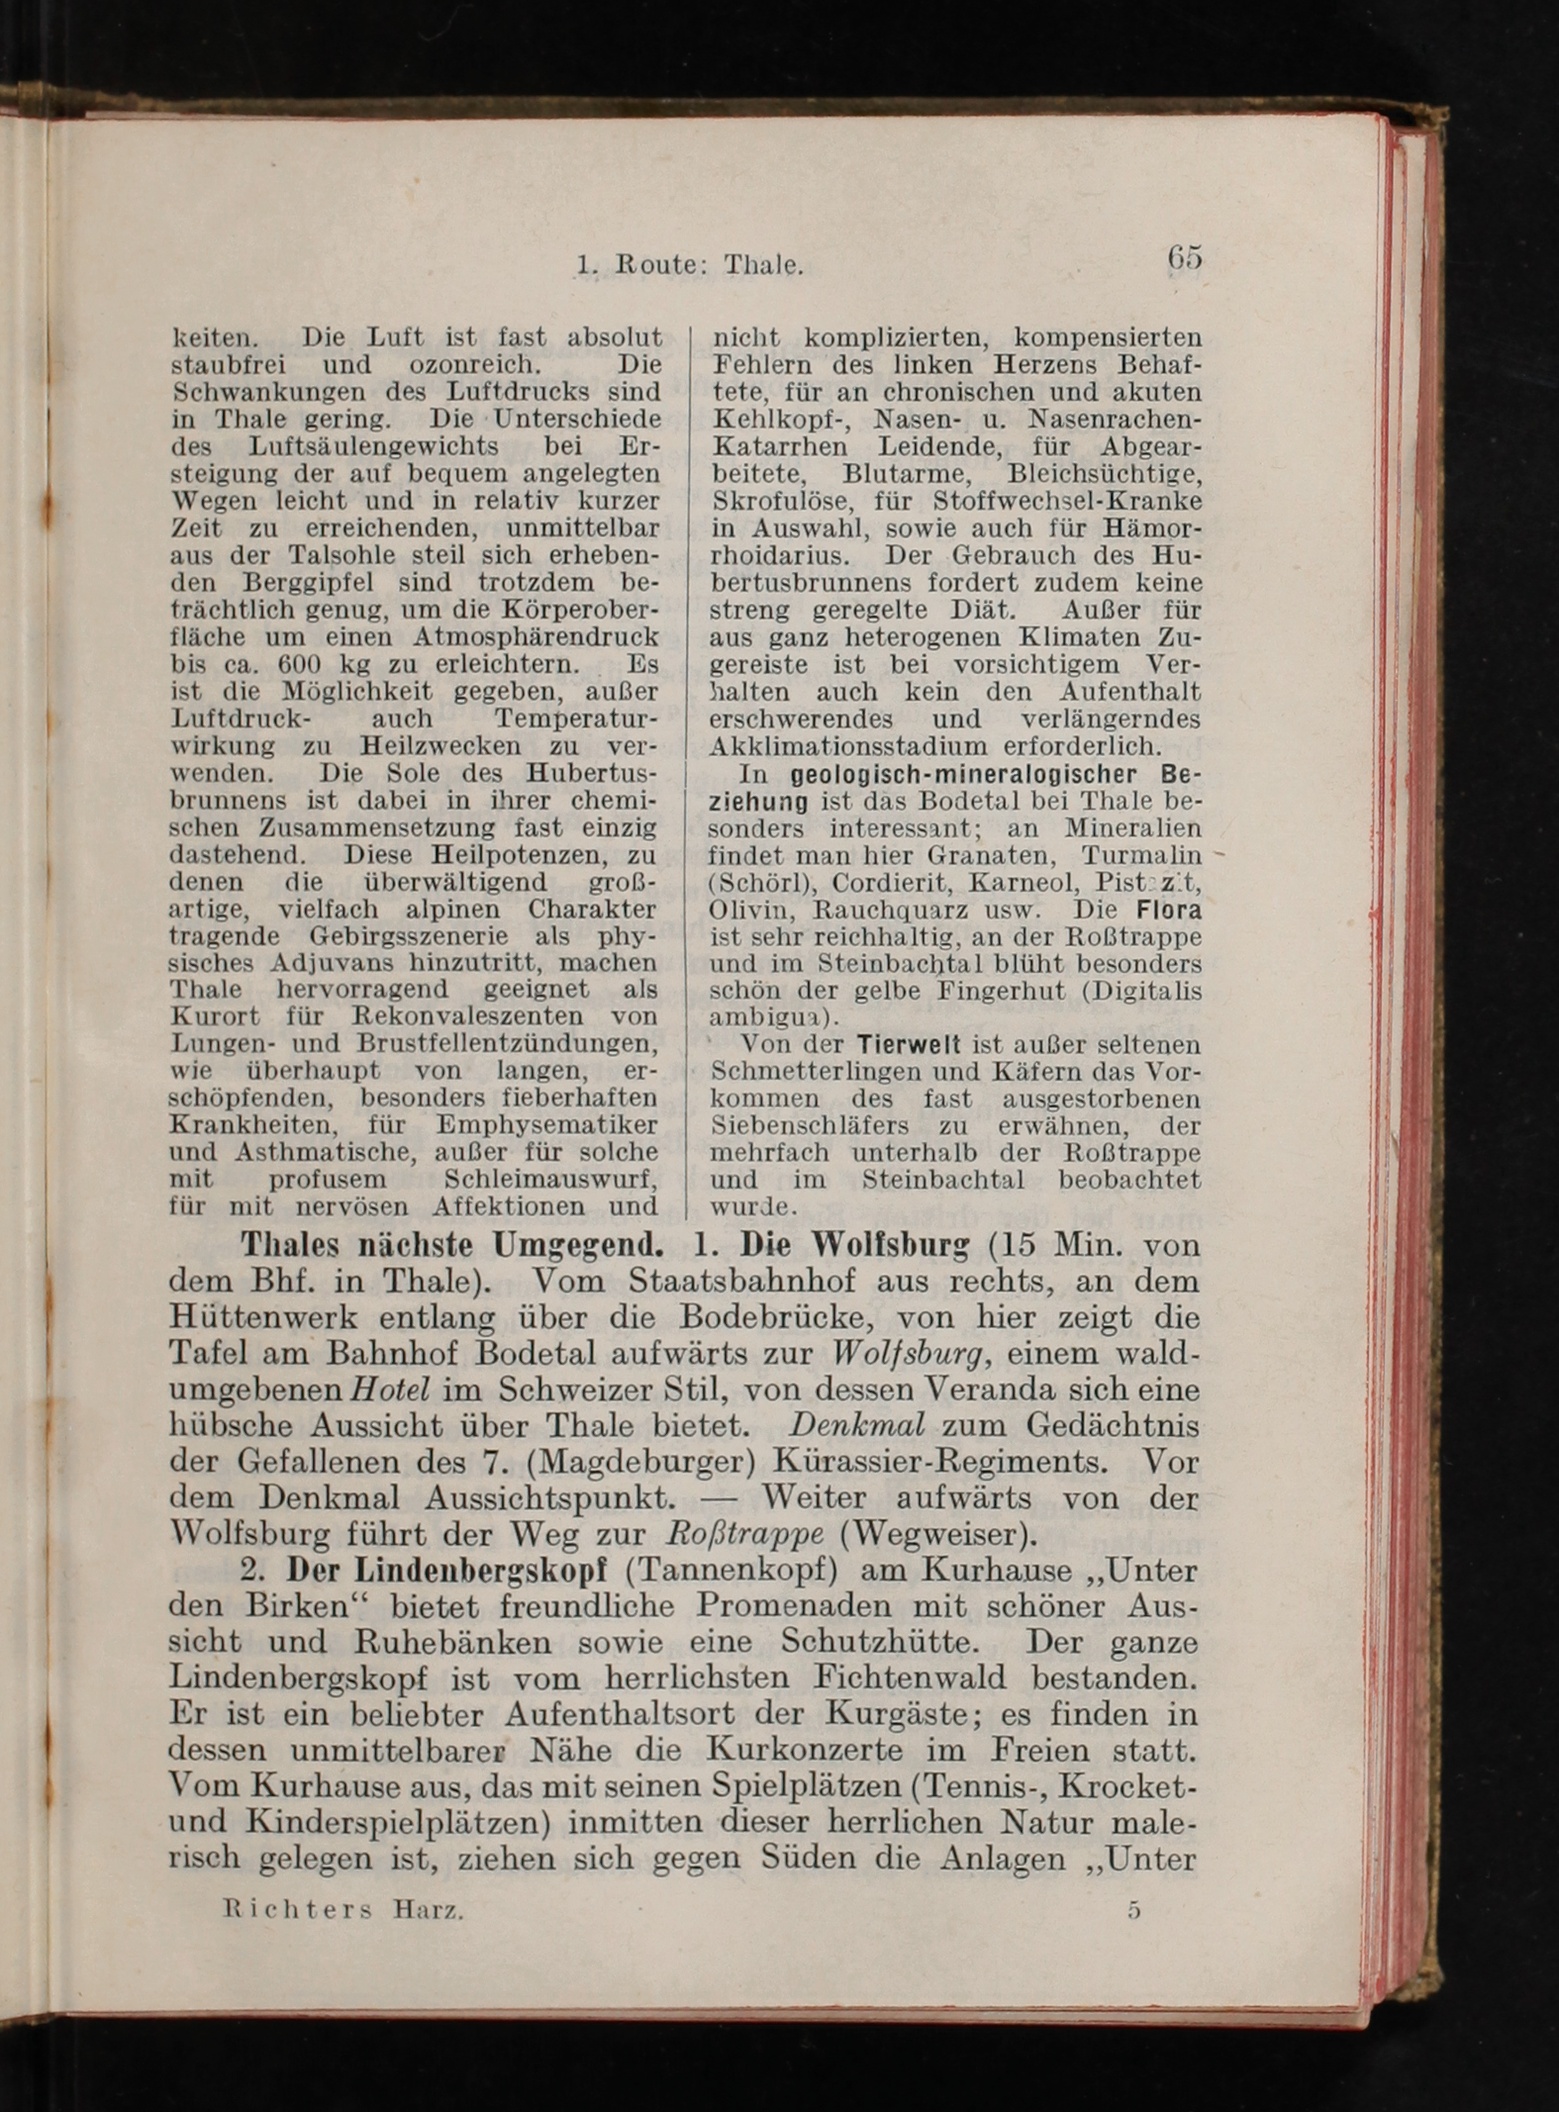 1. Route: Thale.
65
keiten. Die Luft ist fast absolut
staubfrei und ozonreich. Die
Schwankungen des Luftdrucks sind
in Thale gering. Die Unterschiede
des Luftsäulengewichts bei Er-
steigung der auf bequem angelegten
Wegen leicht und in relativ kurzer
Zeit zu erreichenden, unmittelbar
aus der Talsohle steil sich erheben-
den Berggipfel sind trotzdem be-
trächtlich genug, um die Körperober-
fläche um einen Atmosphärendruck
bis ca. 600 kg zu erleichtern. Es
ist die Möglichkeit gegeben, außer
Luftdruck- auch Temperatur-
wirkung zu Heilzwecken zu ver-
wenden. Die Sole des Hubertus-
brunnens ist dabei in ihrer chemi-
schen Zusammensetzung fast einzig
dastehend. Diese Heilpotenzen, zu
denen die überwältigend groß-
artige, vielfach alpinen Charakter
tragende Gebirgsszenerie als phy-
sisches Adjuvans hinzutritt, machen
Thale hervorragend geeignet als
Kurort für Rekonvaleszenten von
Lungen- und Brustfellentzündungen,
wie überhaupt von langen, er-
schöpfenden, besonders fieberhaften
Krankheiten, für Emphysematiker
und Asthmatische, außer für solche
mit profusem Schleimauswurf,
für mit nervösen Affektionen und
nicht komplizierten, kompensierten
Fehlern des linken Herzens Behaf-
tete, für an chronischen und akuten
Kehlkopf-, Nasen- u. Nasenrachen-
Katarrhen Leidende, für Abgear-
beitete, Blutarme, Bleichsüchtige,
Skrofulöse, für Stoffwechsel-Kranke
in Auswahl, sowie auch für Hämor-
rhoidarius. Der Gebrauch des Hu-
bertusbrunnens fordert zudem keine
streng geregelte Diät. Außer für
aus ganz heterogenen Klimaten Zu-
gereiste ist bei vorsichtigem Ver-
halten auch kein den Aufenthalt
erschwerendes und verlängerndes
Akklimationsstadium erforderlich.
In geologisch-mineralogischer Be-
ziehung ist das Bodetal bei Thale be-
sonders interessant; an Mineralien
findet man hier Granaten, Turmalin
(Schörl), Cordierit, Karneol,
Olivin, Rauchquarz usw. Die Flora
ist sehr reichhaltig, an der Roßtrappe
und im Steinbachtal blüht besonders
schön der gelbe Fingerhut (Digitalis
ambigua).
Von der Tierwelt ist außer seltenen
Schmetterlingen und Käfern das Vor-
kommen des fast ausgestorbenen
Siebenschläfers zu erwähnen, der
mehrfach unterhalb der Roßtrappe
und im Steinbachtal beobachtet
wurde.
Thales nächste Umgegend. 1. Die Wolfsburg (15 Min. von
dem Bhf. in Thale). Vom Staatsbahnhof aus rechts, an dem
Hüttenwerk entlang über die Bodebrücke, von hier zeigt die
Tafel am Bahnhof Bodetal aufwärts zur Wolfsburg, einem wald-
umgebenen Hotel im Schweizer Stil, von dessen Veranda sich eine
hübsche Aussicht über Thale bietet. Denkmal zum Gedächtnis
der Gefallenen des 7. (Magdeburger) Kürassier-Regiments. Vor
dem Denkmal Aussichtspunkt. — Weiter aufwärts von der
Wolfsburg führt der Weg zur Roßtrappe (Wegweiser).
2. Der Lindenbergskopf (Tannenkopf) am Kurhause „Unter
den Birken“ bietet freundliche Promenaden mit schöner Aus-
sicht und Ruhebänken sowie eine Schutzhütte. Der ganze
Lindenbergskopf ist vom herrlichsten Fichtenwald bestanden.
Er ist ein beliebter Aufenthaltsort der Kurgäste; es finden in
dessen unmittelbarer Nähe die Kurkonzerte im Freien statt.
Vom Kurhause aus, das mit seinen Spielplätzen (Tennis-, Krocket-
und Kinderspielplätzen) inmitten dieser herrlichen Natur male-
risch gelegen ist, ziehen sich gegen Süden die Anlagen „Unter
Richters Harz.
5